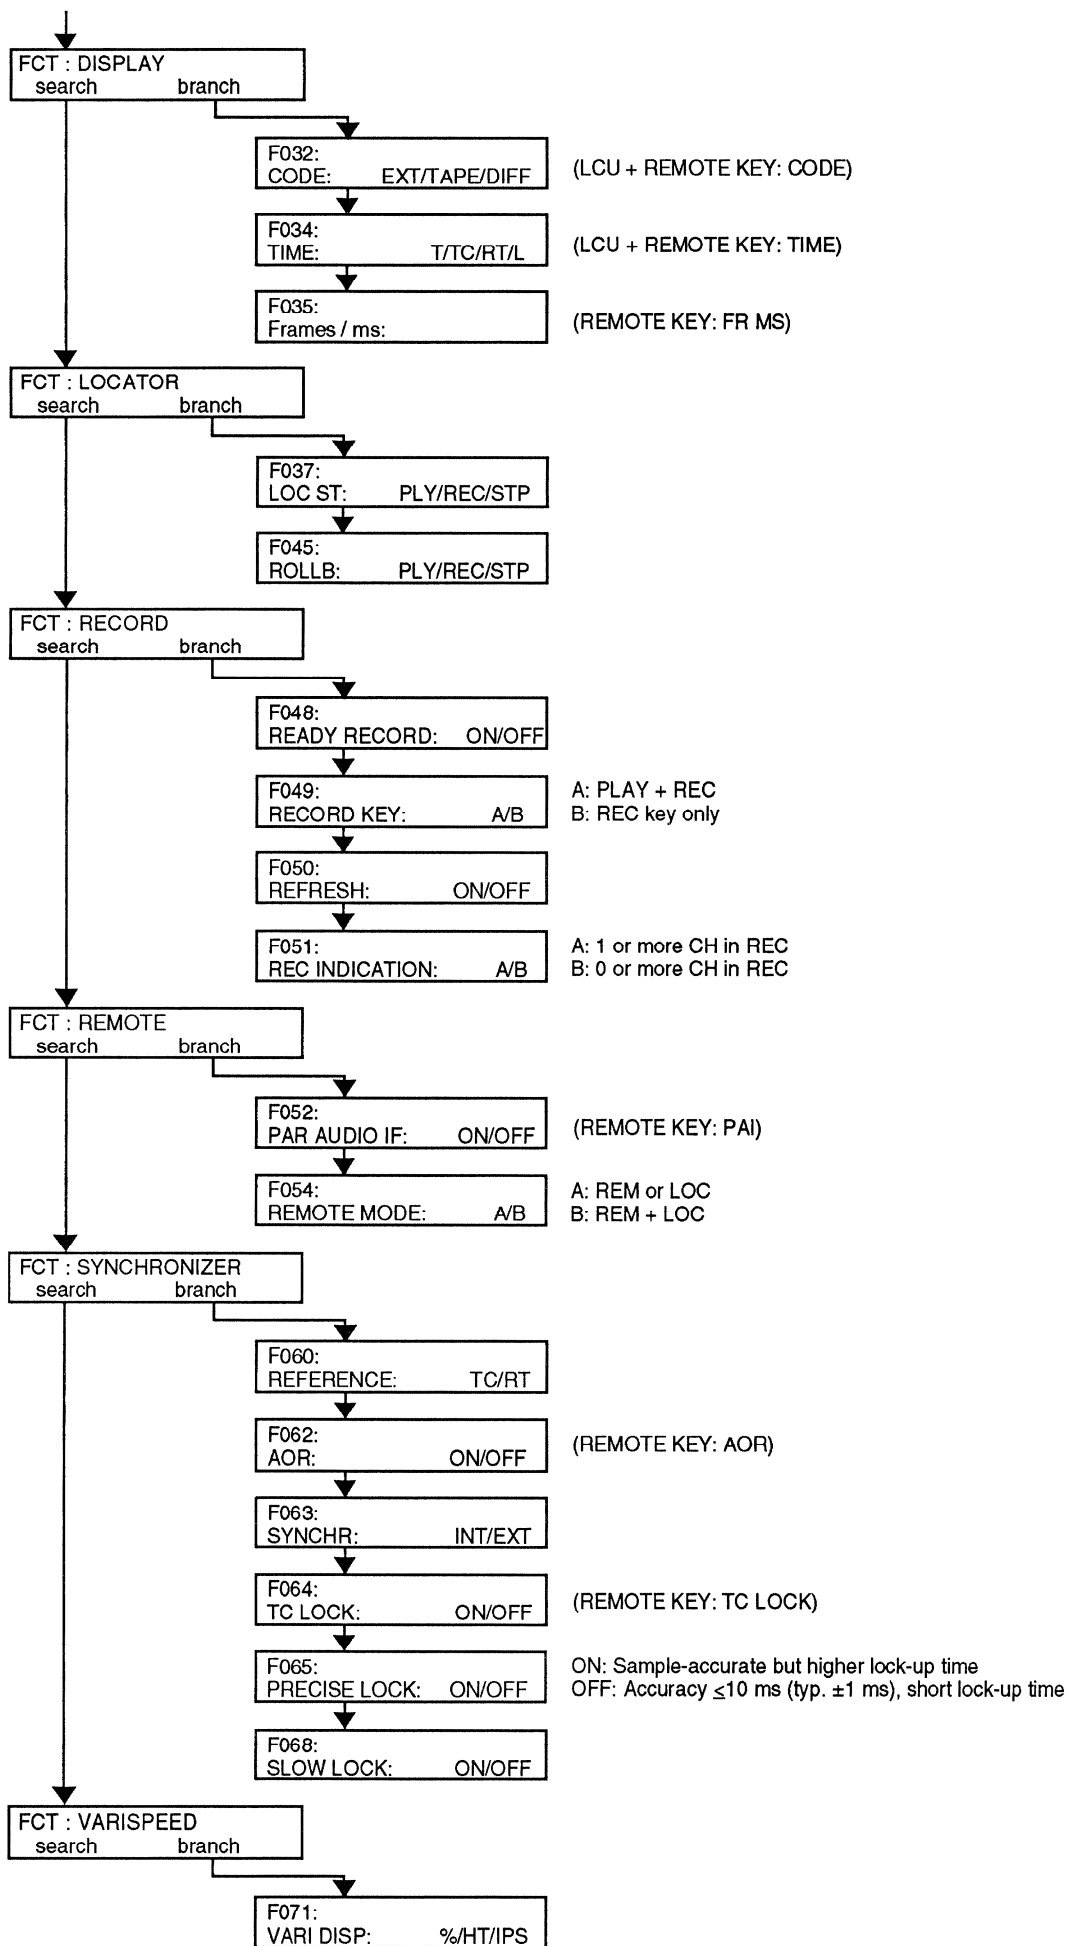 FCT : DISPLAY
search branch
F032:
CODE: EXT/TAPE/DIFF
(LCU + REMOTE KEY: CODE)
F034:
TIME: T/TC/RT/L
(LCU + REMOTE KEY: TIME)
F035:
Frames / ms:
(REMOTE KEY: FR MS)
FCT : LOCATOR
search branch
F037:
LOC ST: PLY/REC/STP
F045:
ROLLB: PLY/REC/STP
FCT : RECORD
search branch
F048:
READY RECORD: ON/OFF
F049:
RECORD KEY: A/B
A: PLAY + REC
B: REC key only
F050:
REFRESH: ON/OFF
F051:
REC INDICATION: A/B
A: 1 or more CH in REC
B: 0 or more CH in REC
FCT : REMOTE
search branch
F052:
PAR AUDIO IF: ON/OFF
(REMOTE KEY: PAI)
F054:
REMOTE MODE: A/B
A: REM or LOC
B: REM + LOC
FCT : SYNCHRONIZER
search branch
F060:
REFERENCE: TC/RT
F062:
AOR: ON/OFF
(REMOTE KEY: AOR)
F063:
SYNCHR: INT/EXT
F064:
TC LOCK: ON/OFF
(REMOTE KEY: TC LOCK)
F065:
PRECISE LOCK: ON/OFF
ON: Sample-accurate but higher lock-up time
OFF: Accuracy ≤10 ms (typ. ±1 ms), short lock-up time
F068:
SLOW LOCK: ON/OFF
FCT : VARISPEED
search branch
F071:
VARI DISP: %/HT/IPS